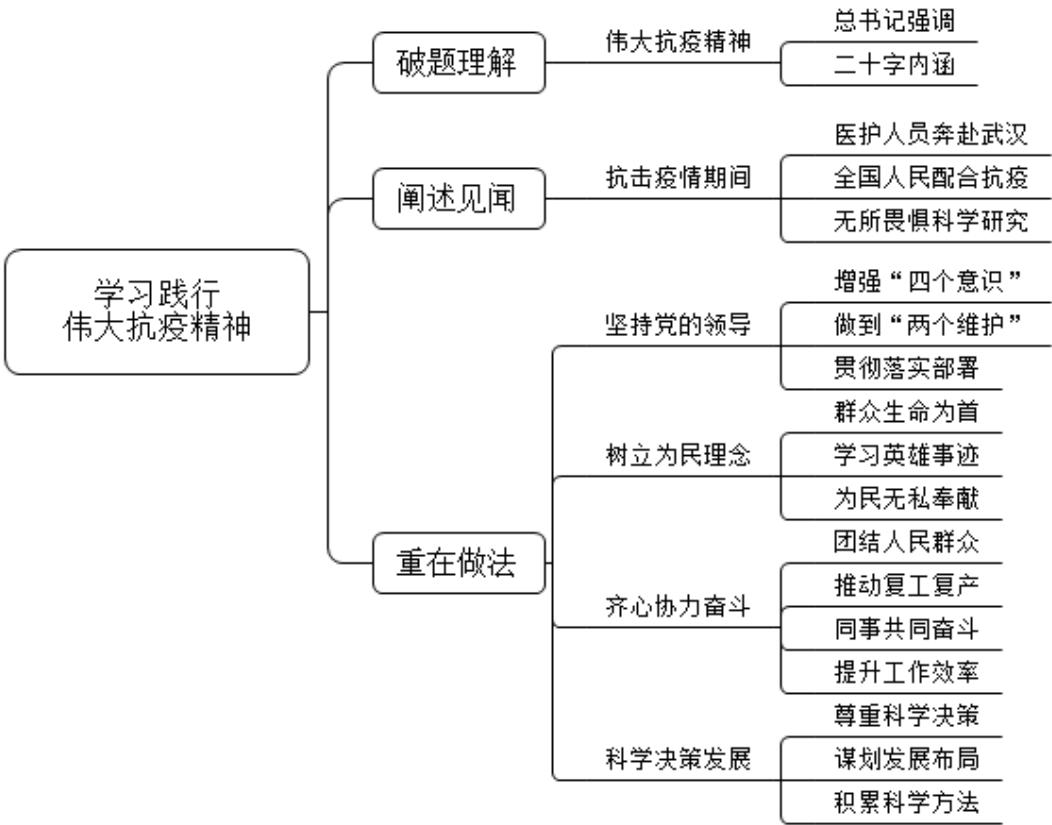 学习践行
伟大抗疫精神
破题理解
伟大抗疫精神
总书记强调
二十字内涵
阐述见闻
抗击疫情期间
医护人员奔赴武汉
全国人民配合抗疫
无所畏惧科学研究
重在做法
坚持党的领导
增强“四个意识”
做到“两个维护”
贯彻落实部署
树立为民理念
群众生命为首
学习英雄事迹
为民无私奉献
齐心协力奋斗
团结人民群众
推动复工复产
同事共同奋斗
提升工作效率
科学决策发展
尊重科学决策
谋划发展布局
积累科学方法